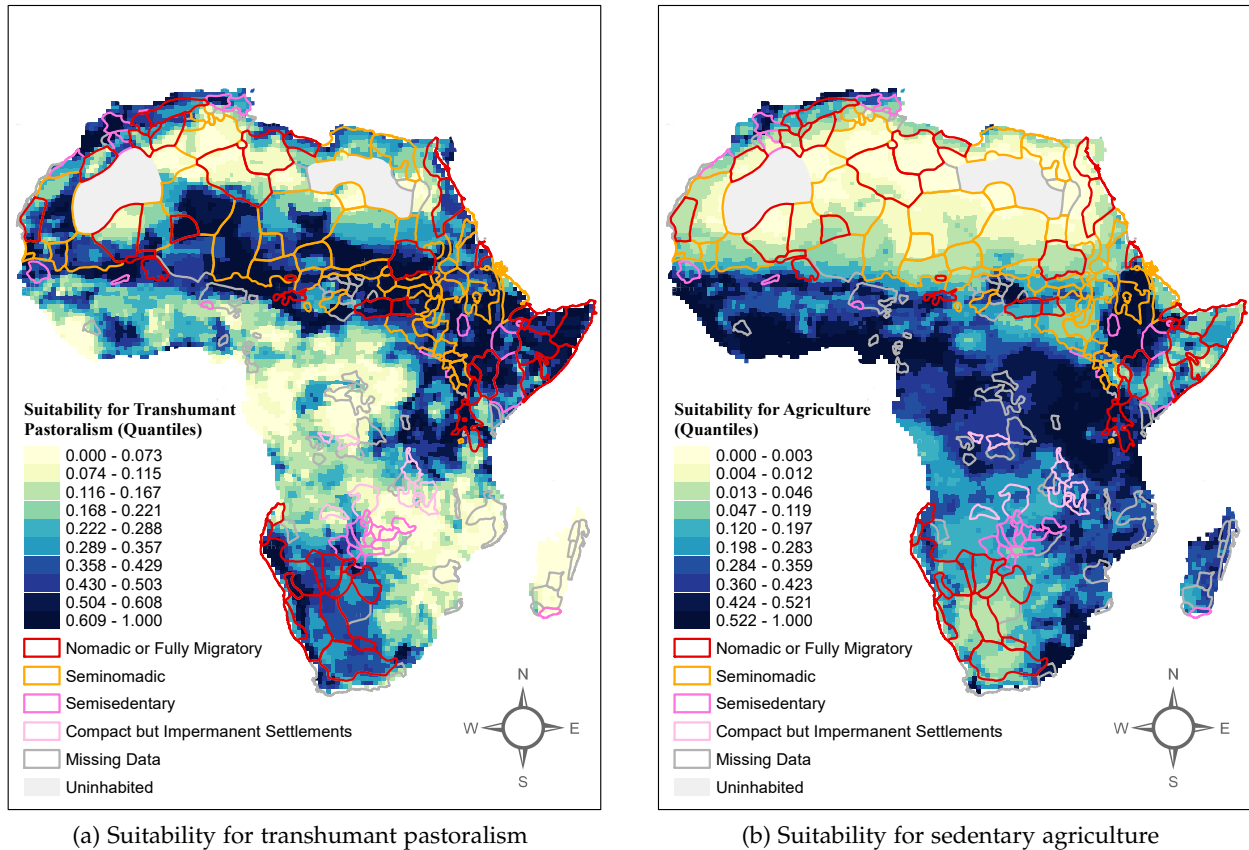 Suitability for Transhumant
Pastoralism (Quantiles)
0.000 - 0.073
0.074 - 0.115
0.116 - 0.167
0.168 - 0.221
0.222 - 0.288
0.289 - 0.357
0.358 - 0.429
0.430 - 0.503
0.504 - 0.608
0.609 - 1.000
Nomadic or Fully Migratory
Seminomadic
Semisedentary
Compact but Impermanent Settlements
Missing Data
Uninhabited
N
W
E
S
(a) Suitability for transhumant pastoralism
Suitability for Agriculture
(Quantiles)
0.000 - 0.003
0.004 - 0.012
0.013 - 0.046
0.047 - 0.119
0.120 - 0.197
0.198 - 0.283
0.284 - 0.359
0.360 - 0.423
0.424 - 0.521
0.522 - 1.000
Nomadic or Fully Migratory
Seminomadic
Semisedentary
Compact but Impermanent Settlements
Missing Data
Uninhabited
N
W
E
S
(b) Suitability for sedentary agriculture